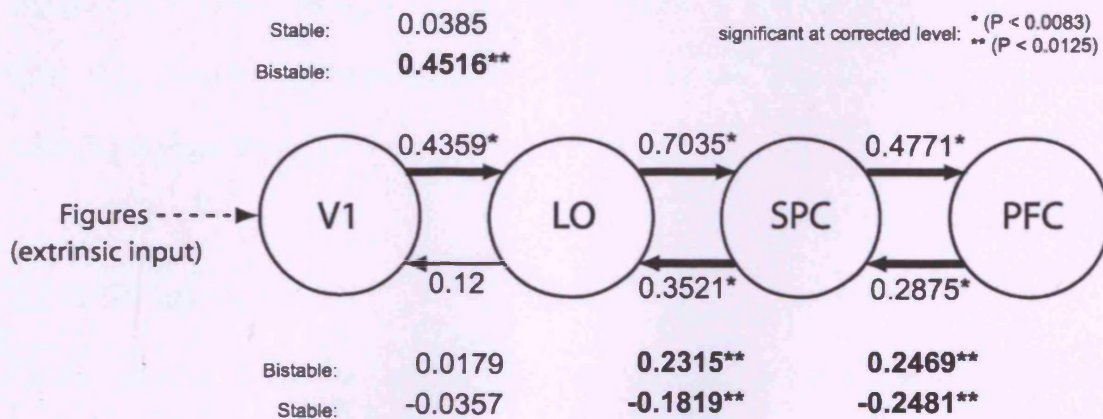 Stable: 0.0385
Bistable: 0.4516**
significant at corrected level: * (P < 0.0083)
** (P < 0.0125)
0.4359* 0.7035* 0.4771*
Figures
(extrinsic input)
V1 LO SPC PFC
0.12 0.3521* 0.2875*
Bistable: 0.0179 0.2315** 0.2469**
Stable: -0.0357 -0.1819** -0.2481**